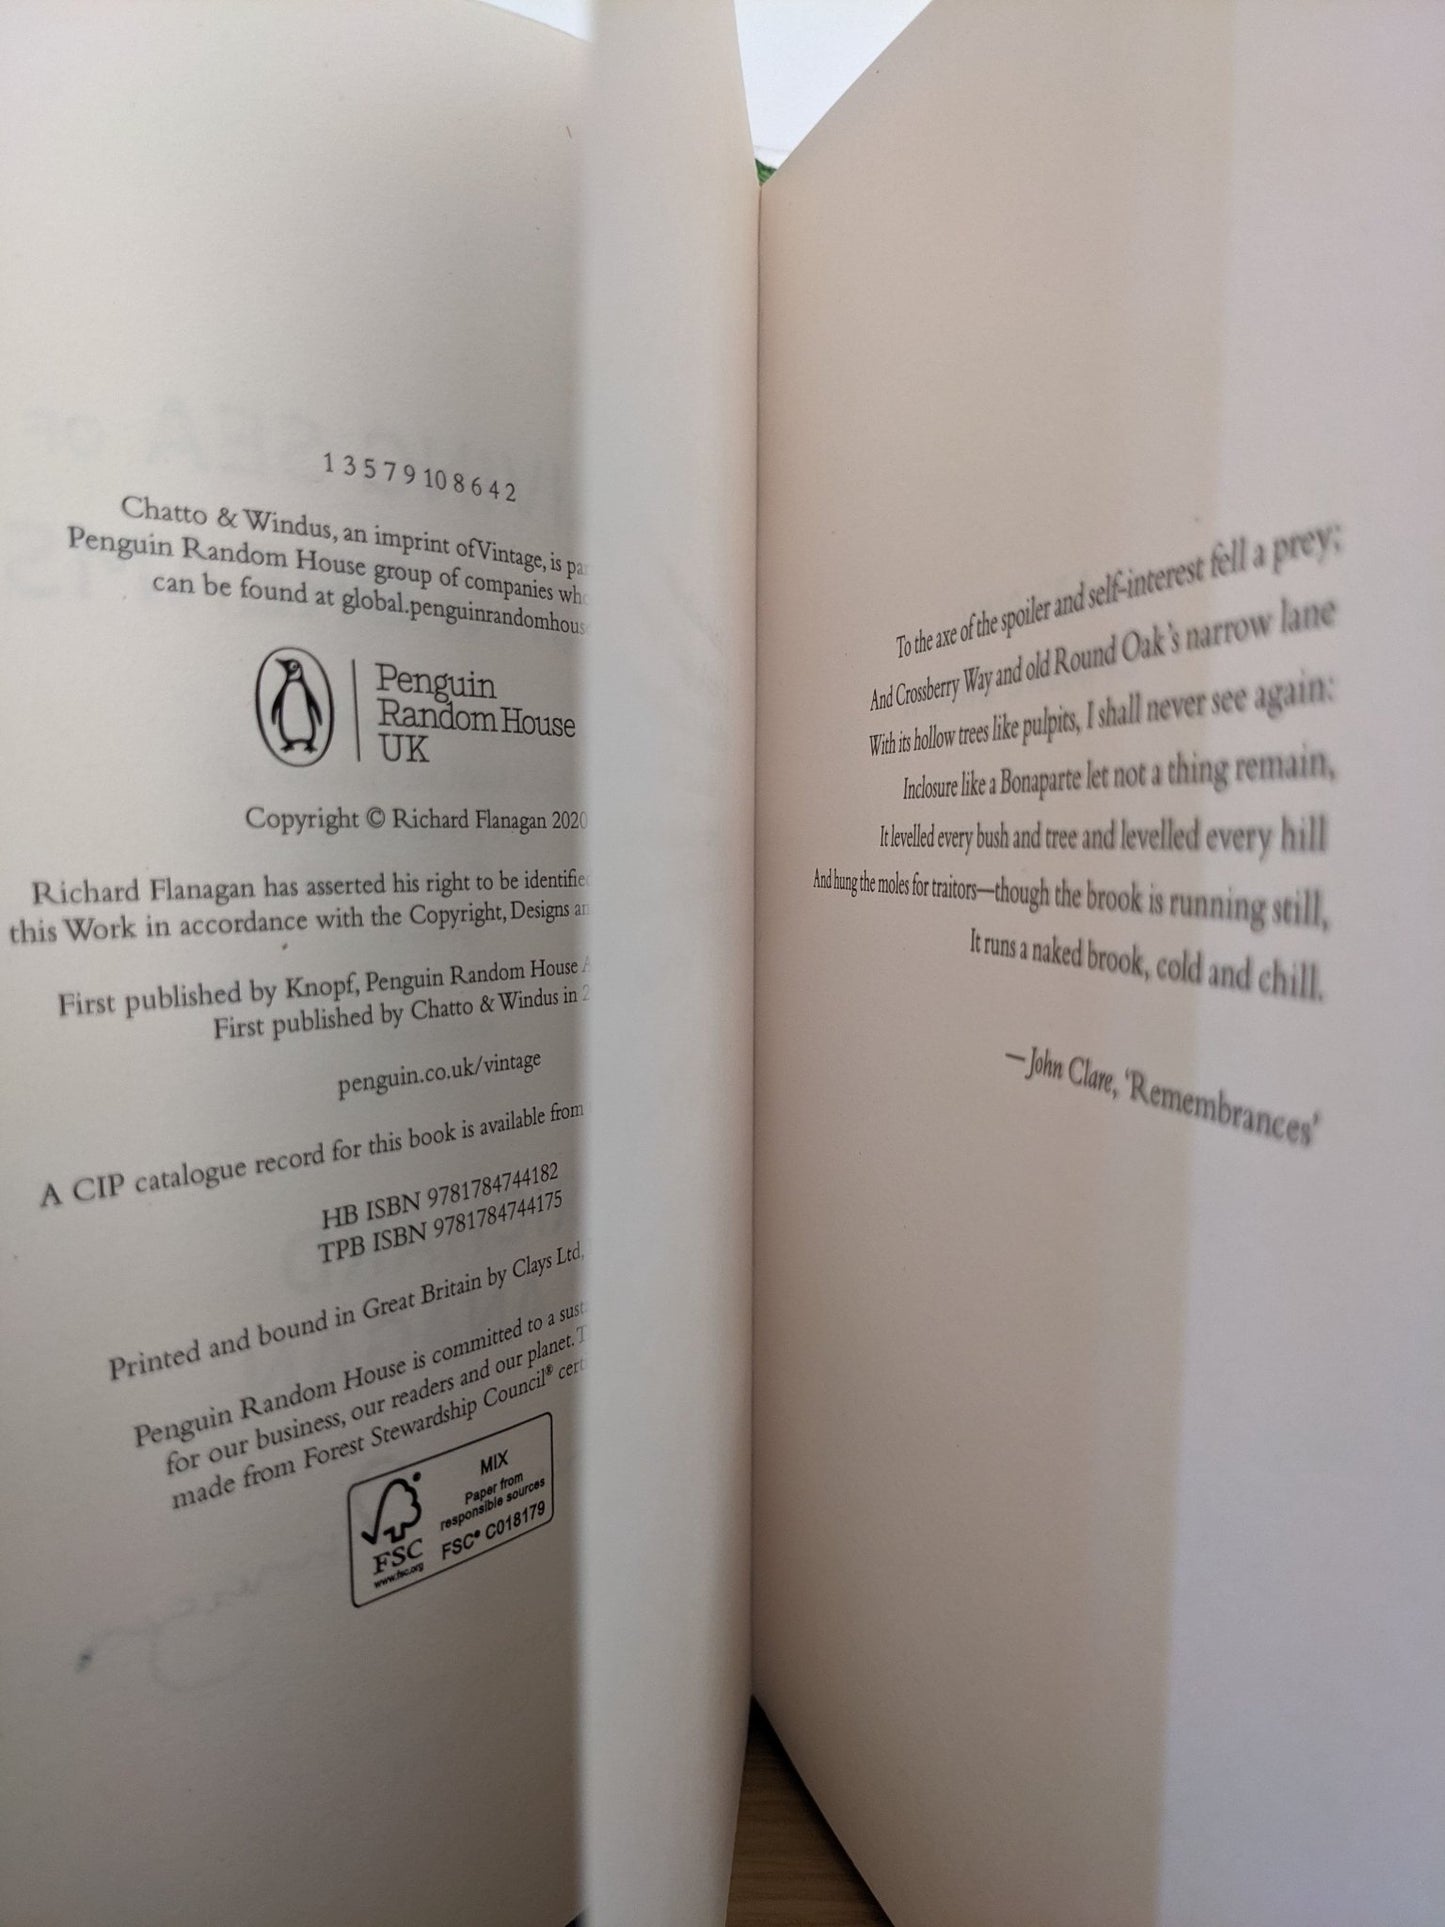 1 3 5 7 9 10 8 6 4 2
Chatto & Windus, an imprint of Vintage, is
Penguin Random House group of companies
can be found at global.penguinrandomhous
Penguin
Random House
UK
Copyright © Richard Flanagan 2020
Richard Flanagan has asserted his right to be identifie
this Work in accordance with the Copyright, Designs
First published by Knopf, Penguin Random House
First published by Chatto & Windus in
penguin.co.uk/vintage
A CIP catalogue record for this book is available from
HB ISBN 9781784744182
TPB ISBN 9781784744175
Printed and bound in Great Britain by Clays Ltd,
Penguin Random House is committed to a
for our business, our readers and our planet.
made from Forest Stewardship Council®
FSC
www.fsc.org
MIX
Paper from
responsible sources
FSC® C018179
To the axe of the spoiler and self-interest fell a prey;
And Crossberry Way and old Round Oak's narrow lane
With its hollow trees like pulpits, I shall never see again:
Inclosure like a Bonaparte let not a thing remain,
It levelled every bush and tree and levelled every hill
And hung the moles for traitors—though the brook is running still,
It runs a naked brook, cold and chill.
—John Clare, 'Remembrances'